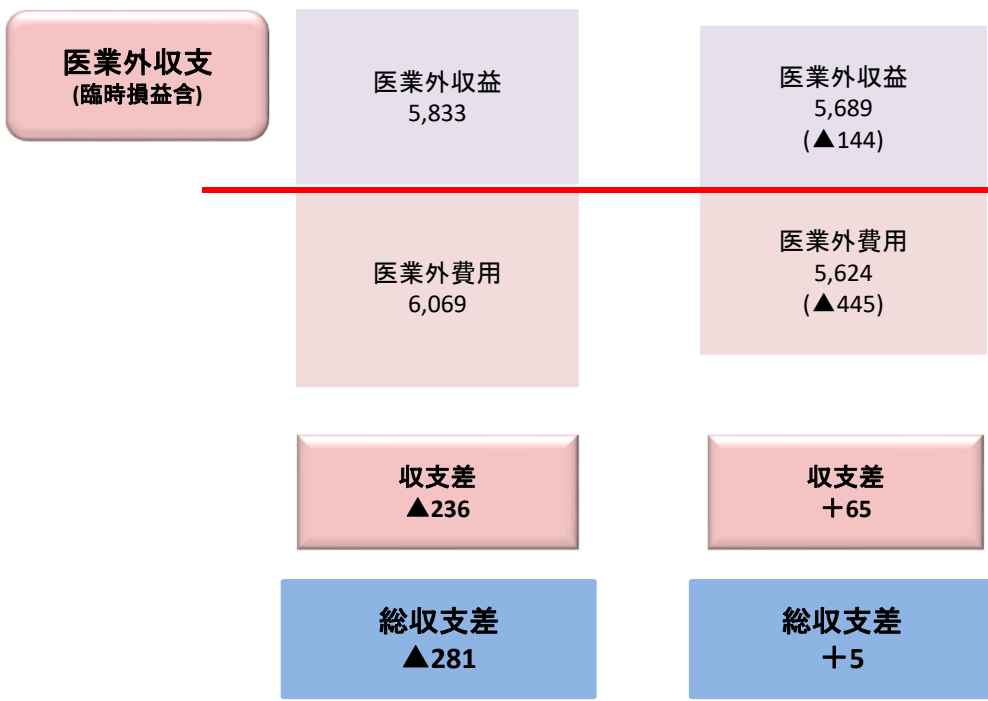 医業外収支
(臨時損益含)
医業外収益
5,833
医業外収益
5,689
(▲144)
医業外費用
6,069
医業外費用
5,624
(▲445)
収支差
▲236
収支差
＋65
総収支差
▲281
総収支差
＋5